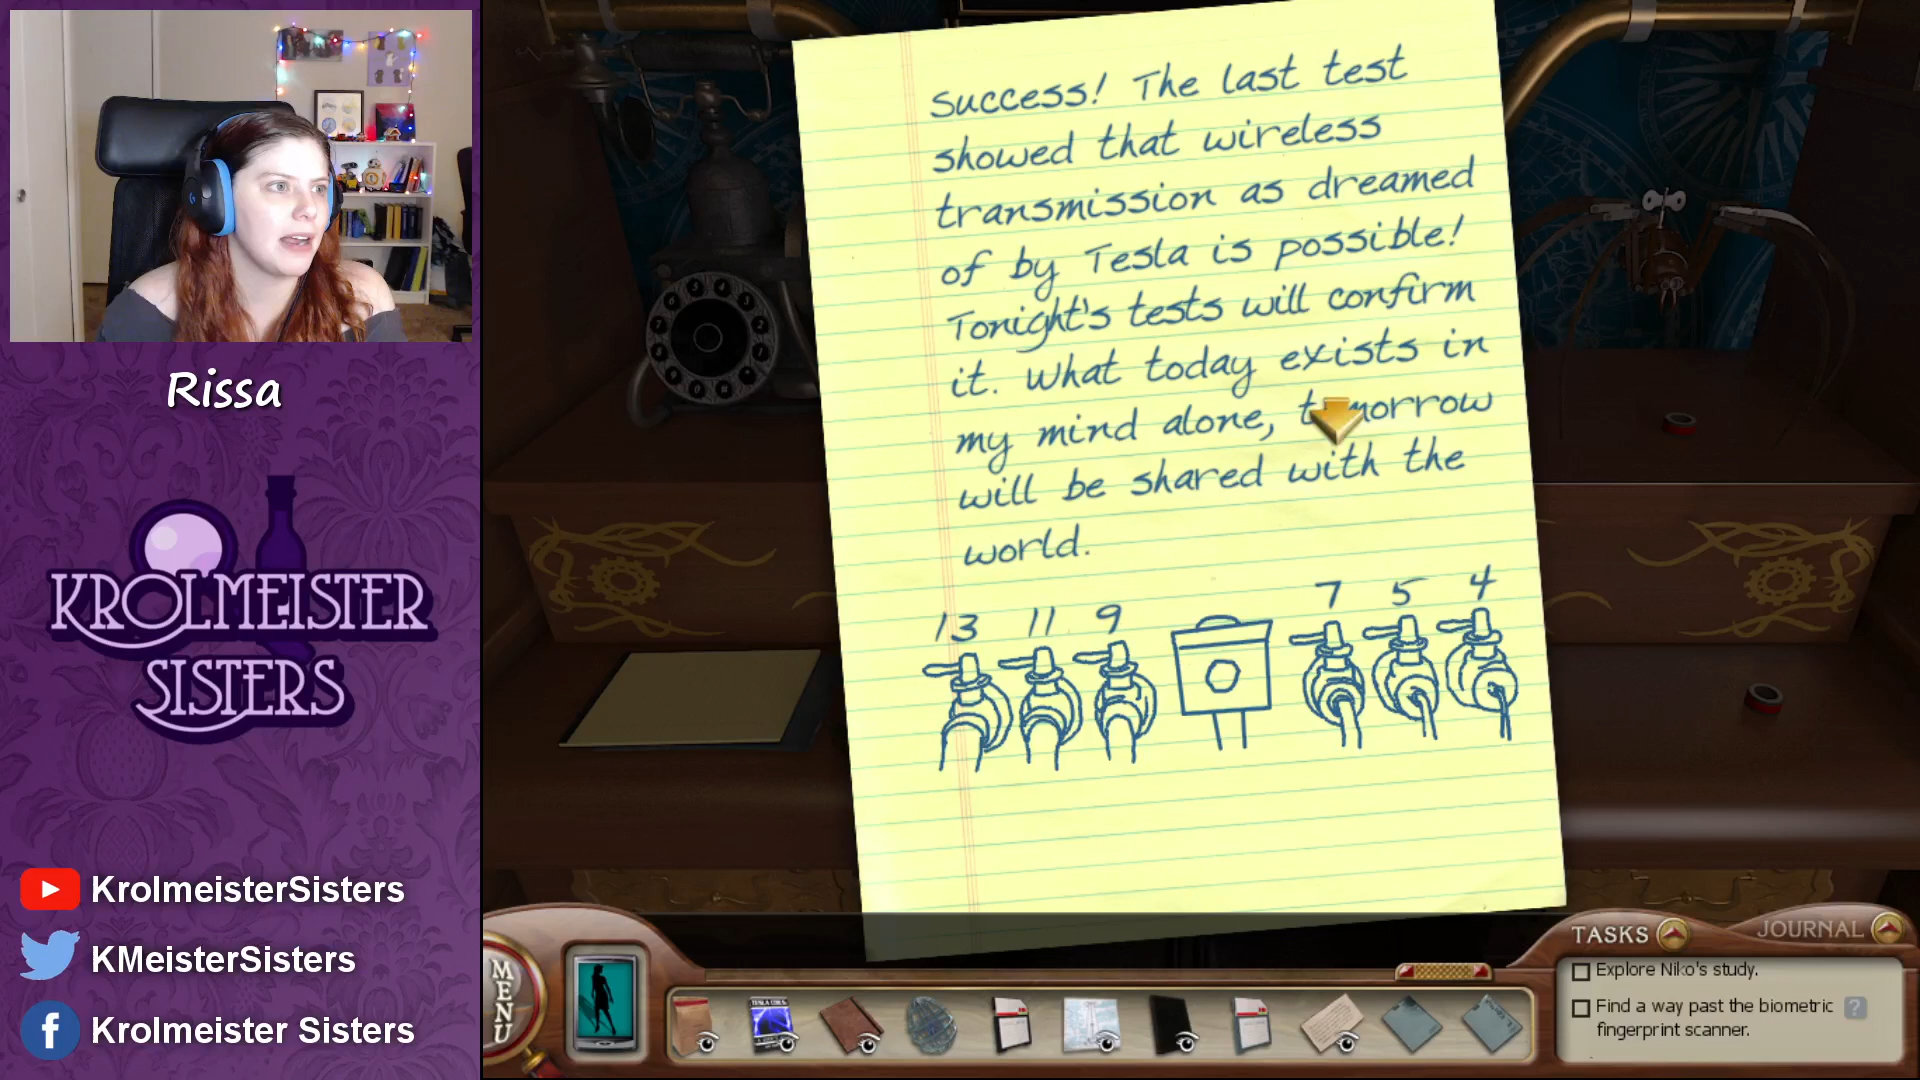 Success! The last test
showed that wireless
transmission as dreamed
of by Tesla is possible!
Tonight's tests will confirm
it. What today exists in
my mind alone, tomorrow
will be shared with the
world.
13 11 9 7 5 4
Rissa
KROLMEISTER
SISTERS
KrolmeisterSisters
KMeisterSisters
Krolmeister Sisters
MENU
TESLA COIL
TASKS
JOURNAL
Explore Niko's study.
Find a way past the biometric
fingerprint scanner.
?